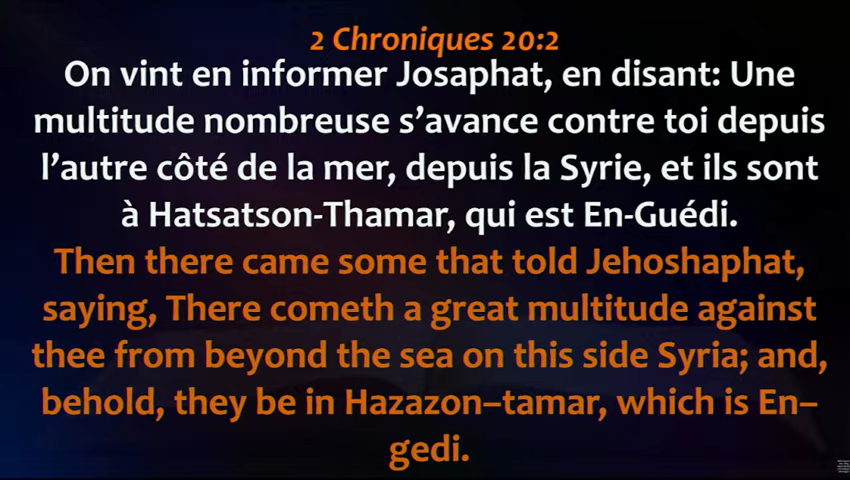 2 Chroniques 20:2
On vint en informer Josaphat, en disant: Une
multitude nombreuse s’avance contre toi depuis
l’autre côté de la mer, depuis la Syrie, et ils sont
à Hatsatson-Thamar, qui est En-Guédi.
Then there came some that told Jehoshaphat,
saying, There cometh a great multitude against
thee from beyond the sea on this side Syria; and,
behold, they be in Hazazon–tamar, which is En–
gedi.